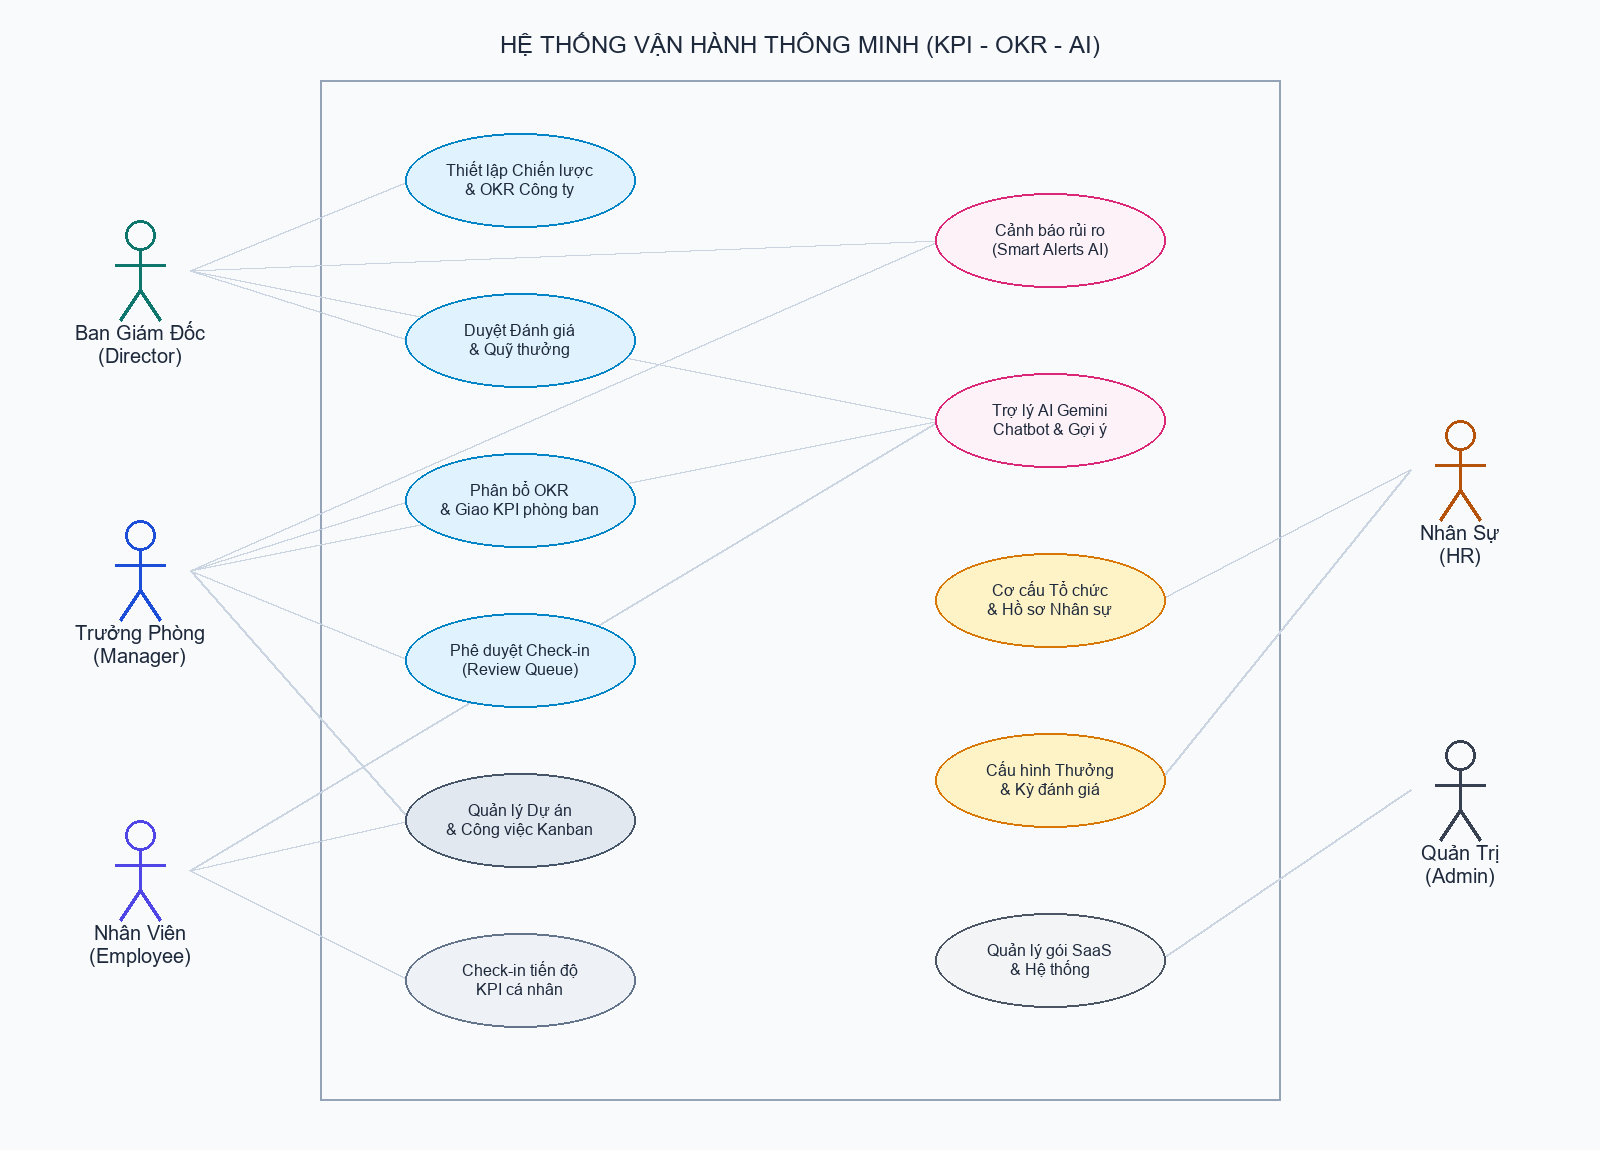 HỆ THỐNG VẬN HÀNH THÔNG MINH (KPI - OKR - AI)
Thiết lập Chiến lược
& OKR Công ty
Cảnh báo rủi ro
(Smart Alerts AI)
Ban Giám Đốc
(Director)
Duyệt Đánh giá
& Quỹ thưởng
Trợ lý AI Gemini
Chatbot & Gợi ý
Phân bổ OKR
& Giao KPI phòng ban
Nhân Sự
(HR)
Cơ cấu Tổ chức
& Hồ sơ Nhân sự
Trưởng Phòng
(Manager)
Phê duyệt Check-in
(Review Queue)
Cấu hình Thưởng
& Kỳ đánh giá
Quản lý Dự án
& Công việc Kanban
Quản Trị
(Admin)
Nhân Viên
(Employee)
Quản lý gói SaaS
& Hệ thống
Check-in tiến độ
KPI cá nhân